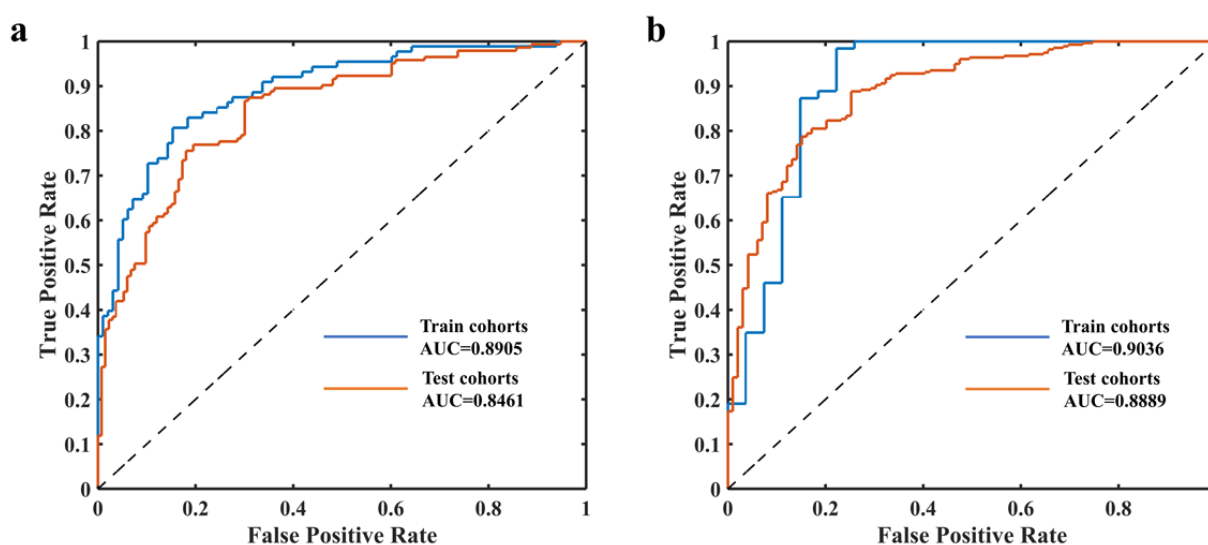 a
1
0.9
0.8
0.7
0.6
0.5
0.4
0.3
0.2
0.1
0
True Positive Rate
Train cohorts
AUC=0.8905
Test cohorts
AUC=0.8461
0 0.2 0.4 0.6 0.8 1
False Positive Rate
b
1
0.9
0.8
0.7
0.6
0.5
0.4
0.3
0.2
0.1
0
True Positive Rate
Train cohorts
AUC=0.9036
Test cohorts
AUC=0.8889
0 0.2 0.4 0.6 0.8
False Positive Rate